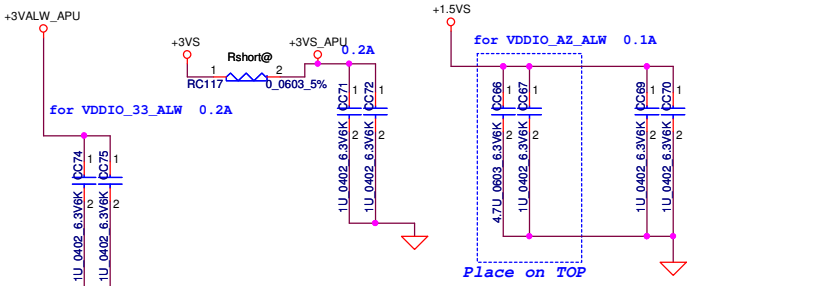 +3VALW_APU
+1.5VS
+3VS
+3VS_APU
0.2A
for VDDIO_AZ_ALW 0.1A
Rshort@
1
2
RC117
0_0603_5%
for VDDIO_33_ALW 0.2A
CC74
1
2
1U_0402_6.3V6K
CC75
1
2
1U_0402_6.3V6K
CC71
1
2
1U_0402_6.3V6K
CC72
1
2
1U_0402_6.3V6K
CC66
1
2
4.7U_0603_6.3V6K
CC67
1
2
1U_0402_6.3V6K
CC69
1
2
1U_0402_6.3V6K
CC70
1
2
1U_0402_6.3V6K
Place on TOP